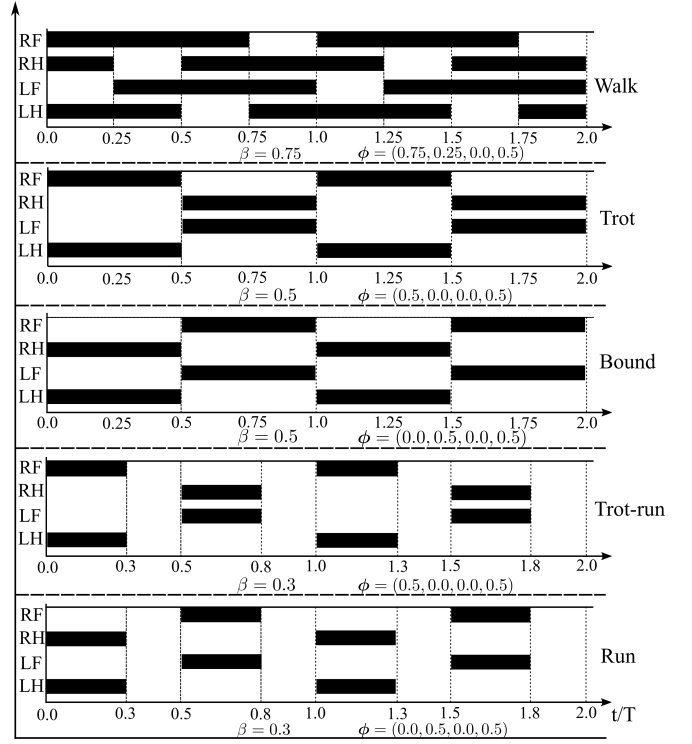 RF
RH
LF
LH
Walk
0.0 0.25 0.5 0.75 1.0 1.25 1.5 1.75 2.0
β = 0.75 ϕ = (0.75, 0.25, 0.0, 0.5)
RF
RH
LF
LH
Trot
0.0 0.25 0.5 0.75 1.0 1.25 1.5 1.75 2.0
β = 0.5 ϕ = (0.5, 0.0, 0.0, 0.5)
RF
RH
LF
LH
Bound
0.0 0.25 0.5 0.75 1.0 1.25 1.5 1.75 2.0
β = 0.5 ϕ = (0.0, 0.5, 0.0, 0.5)
RF
RH
LF
LH
Trot-run
0.0 0.3 0.5 0.8 1.0 1.3 1.5 1.8 2.0
β = 0.3 ϕ = (0.5, 0.0, 0.0, 0.5)
RF
RH
LF
LH
Run
0.0 0.3 0.5 0.8 1.0 1.3 1.5 1.8 2.0 t/T
β = 0.3 ϕ = (0.0, 0.5, 0.0, 0.5)